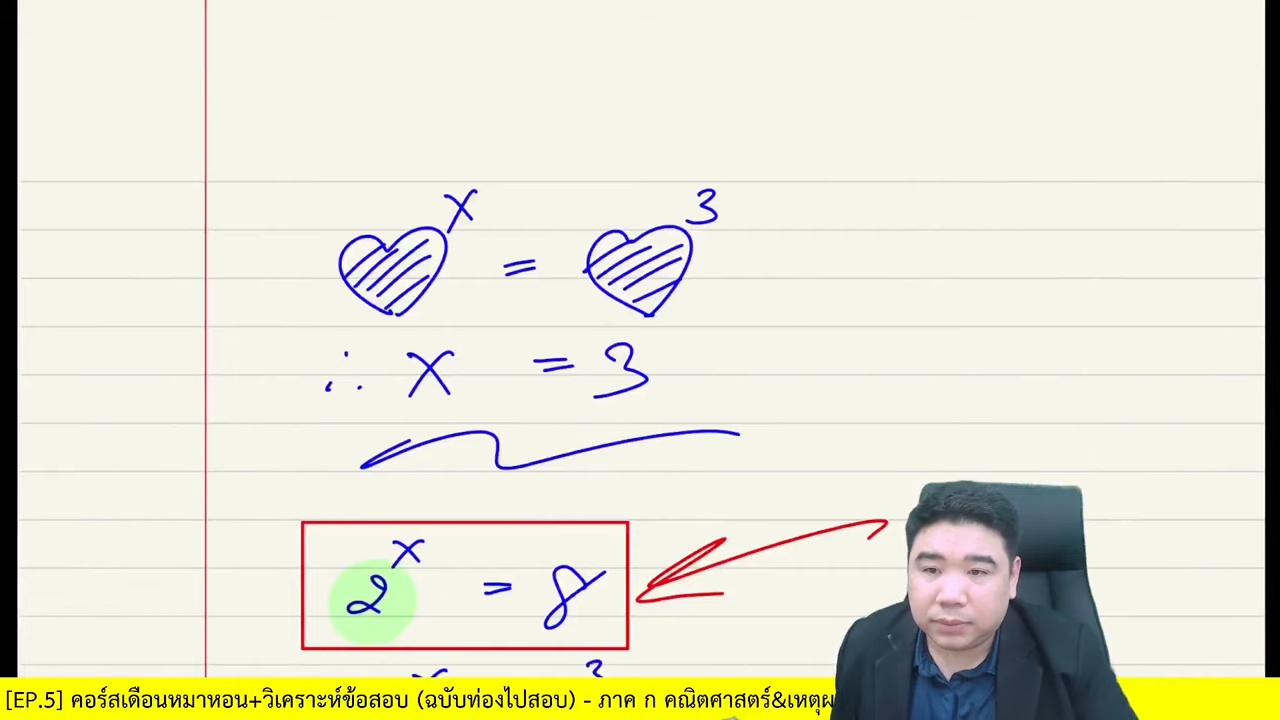 x = 3
∴ x = 3
2^x = 8
x 3
[EP.5] คอร์สเดือนหมาหอน+วิเคราะห์ข้อสอบ (ฉบับท่องไปสอบ) - ภาค ก คณิตศาสตร์&เหตุผ